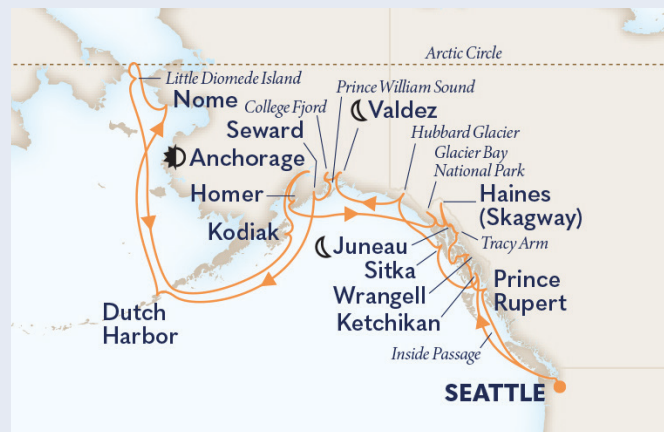 Arctic Circle
Little Diomede Island
Prince William Sound
Nome
College Fjord
Valdez
Seward
Hubbard Glacier
Anchorage
Glacier Bay
National Park
Homer
Haines
(Skagway)
Kodiak
Juneau
Tracy Arm
Sitka
Wrangell
Prince
Rupert
Ketchikan
Dutch
Harbor
Inside Passage
SEATTLE